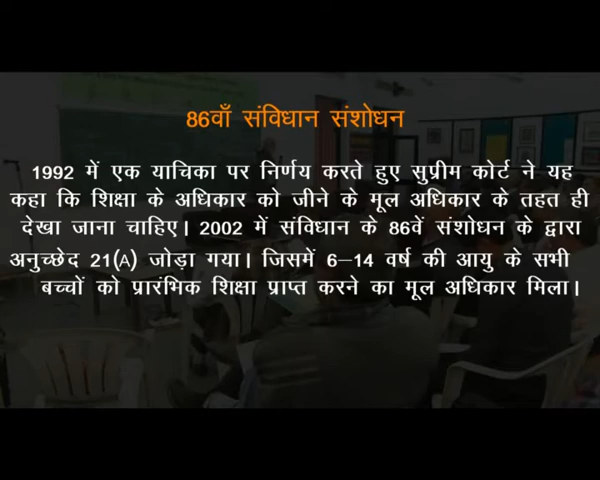 86वाँ संविधान संशोधन
1992 में एक याचिका पर निर्णय करते हुए सुप्रीम कोर्ट ने यह
कहा कि शिक्षा के अधिकार को जीने के मूल अधिकार के तहत ही
देखा जाना चाहिए। 2002 में संविधान के 86वें संशोधन के द्वारा
अनुच्छेद 21(A) जोड़ा गया। जिसमें 6–14 वर्ष की आयु के सभी
बच्चों को प्रारंभिक शिक्षा प्राप्त करने का मूल अधिकार मिला।